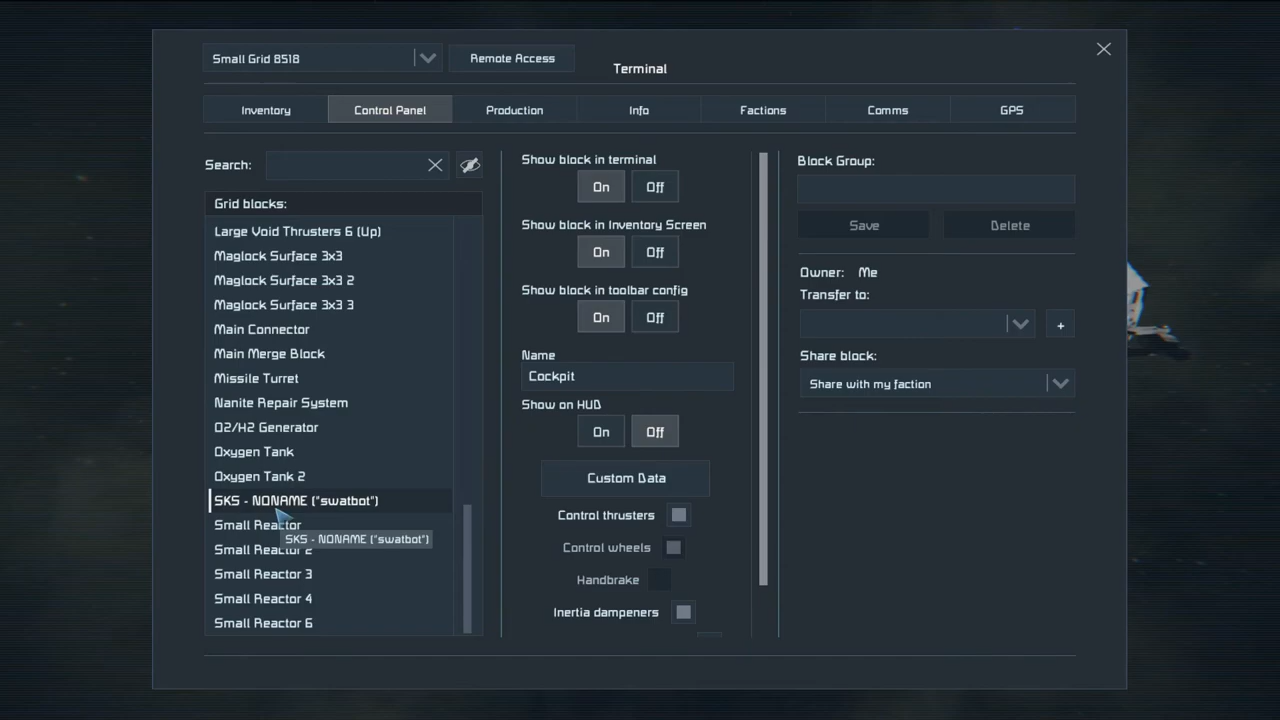 Small Grid 8518
Remote Access
Terminal
Inventory
Control Panel
Production
Info
Factions
Comms
GPS
Search:
Grid blocks:
Large Void Thrusters 6 (Up)
Maglock Surface 3x3
Maglock Surface 3x3 2
Maglock Surface 3x3 3
Main Connector
Main Merge Block
Missile Turret
Nanite Repair System
O2/H2 Generator
Oxygen Tank
Oxygen Tank 2
SKS - NONAME ("swatbot")
Small Reactor
SKS - NONAME ("swatbot")
Small Reactor 2
Small Reactor 3
Small Reactor 4
Small Reactor 6
Show block in terminal
On Off
Show block in Inventory Screen
On Off
Show block in toolbar config
On Off
Name
Cockpit
Show on HUD
On Off
Custom Data
Control thrusters
Control wheels
Handbrake
Inertia dampeners
Block Group:
Save
Delete
Owner: Me
Transfer to:
+
Share block:
Share with my faction